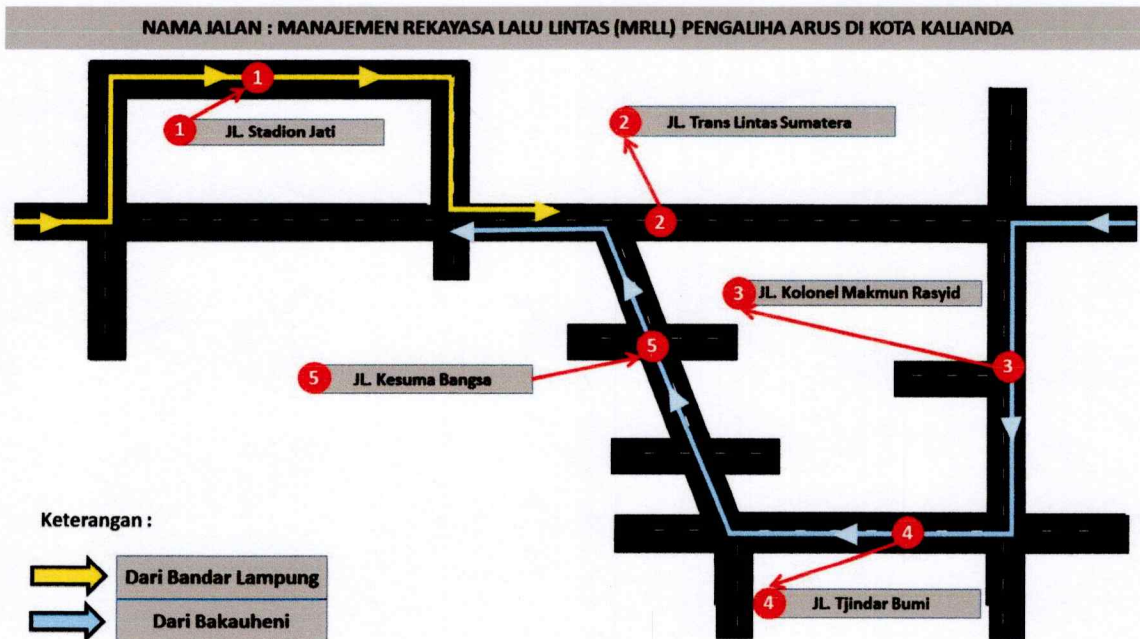 NAMA JALAN : MANAJEMEN REKAYASA LALU LINTAS (MRLL) PENGALIHA ARUS DI KOTA KALIANDA
1
1 JL. Stadion Jati
2 JL. Trans Lintas Sumatera
2
3 JL. Kolonel Makmun Rasyid
5
3
5 JL. Kesuma Bangsa
4
4 JL. Tjindar Bumi
Keterangan :
Dari Bandar Lampung
Dari Bakauheni